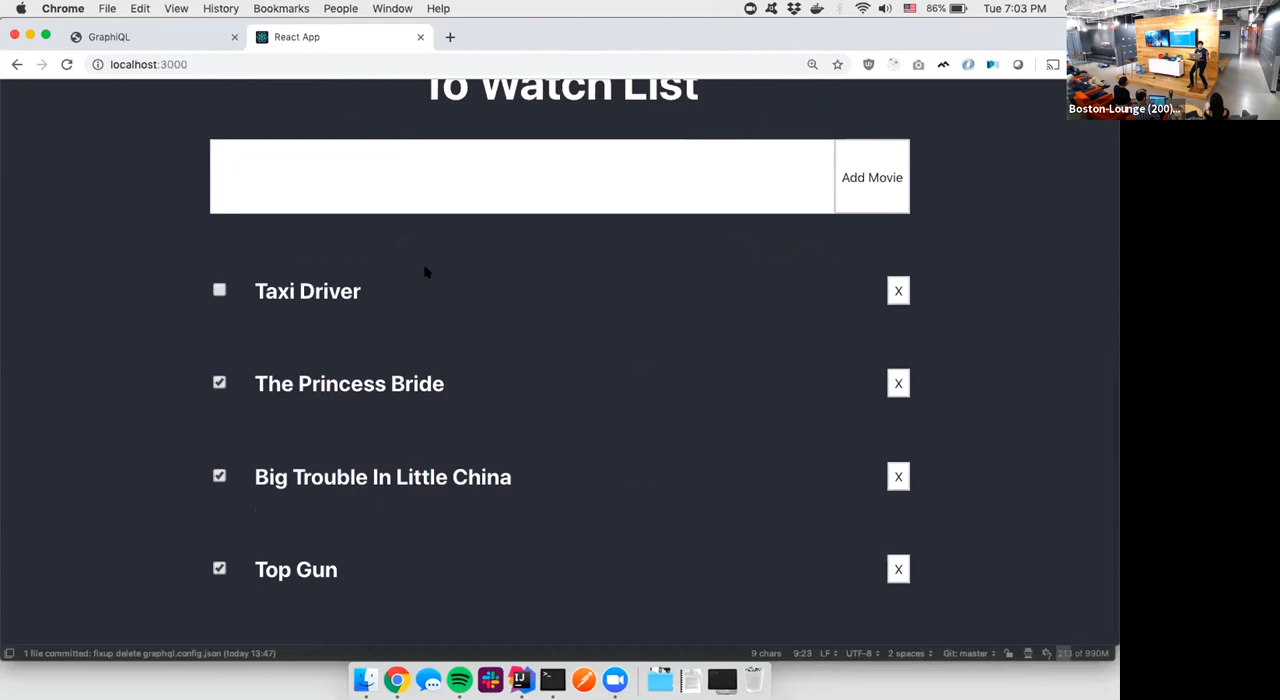 Chrome File Edit View History Bookmarks People Window Help 86% Tue 7:03 PM
GraphiQL React App
localhost:3000
To Watch List
Add Movie
Taxi Driver X
The Princess Bride X
Big Trouble In Little China X
Top Gun X
1 file committed: fixup delete graphql.config.json (today 13:47) 9 chars 9:23 LF UTF-8 2 spaces Git: master 213 of 990M
Boston-Lounge (200)...